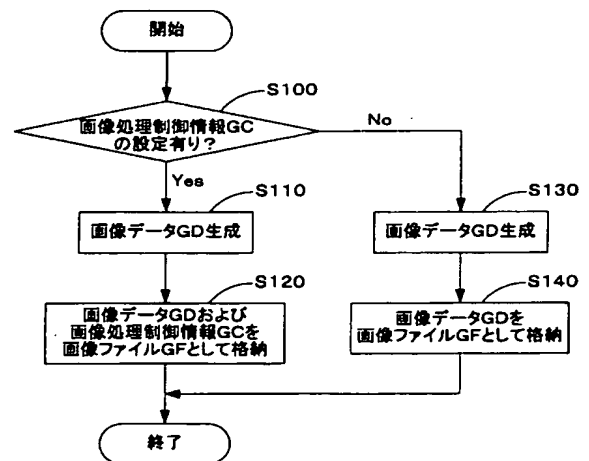 開始
S100
画像処理制御情報GC
の設定有り？
No
Yes
S110
画像データGD生成
S130
画像データGD生成
S120
画像データGDおよび
画像処理制御情報GCを
画像ファイルGFとして格納
S140
画像データGDを
画像ファイルGFとして格納
終了